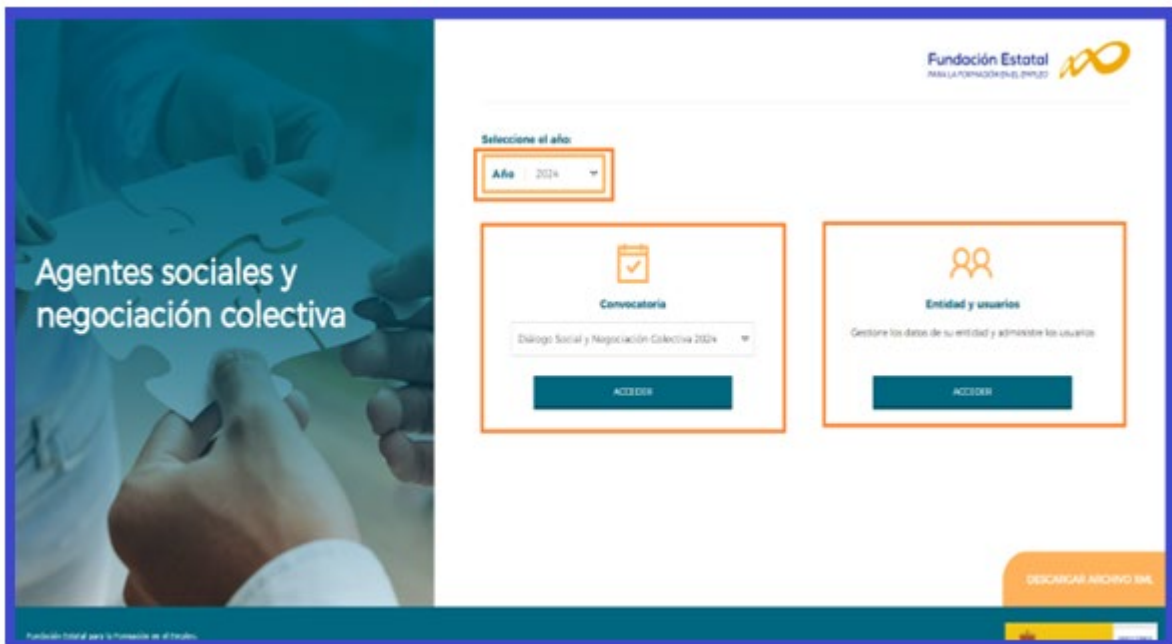 Fundación Estatal
PARA LA FORMACIÓN EN EL EMPLEO
Seleccione el año:
Año 2024
Agentes sociales y
negociación colectiva
Convocatoria
Diálogo Social y Negociación Colectiva 2024
ACCEDER
Entidad y usuarios
Gestione los datos de su entidad y administre los usuarios
ACCEDER
DESCARGAR ARCHIVO XML
Fundación Estatal para la Formación en el Empleo.